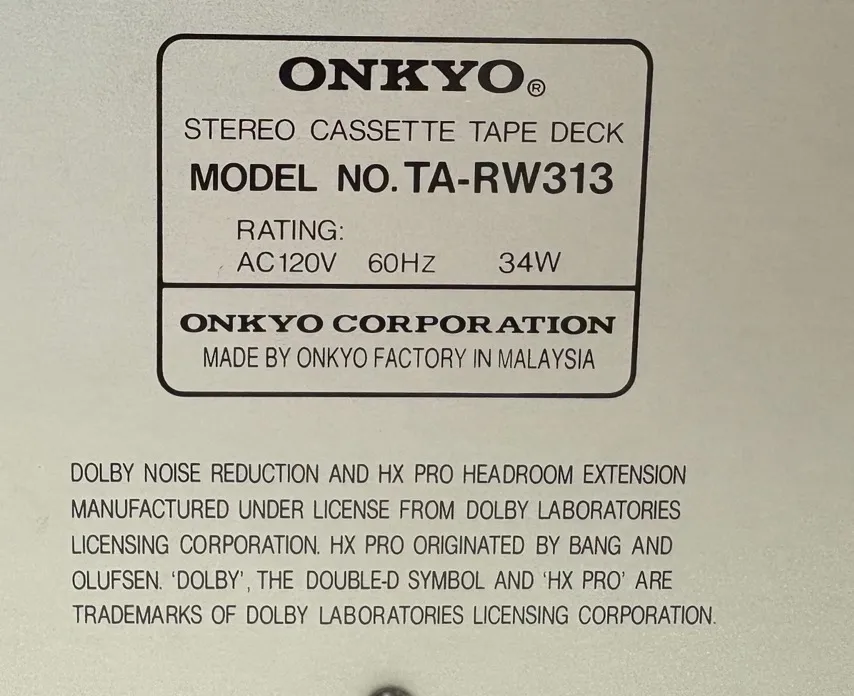 ONKYO®
STEREO CASSETTE TAPE DECK
MODEL NO. TA-RW313
RATING:
AC120V 60HZ 34W
ONKYO CORPORATION
MADE BY ONKYO FACTORY IN MALAYSIA
DOLBY NOISE REDUCTION AND HX PRO HEADROOM EXTENSION
MANUFACTURED UNDER LICENSE FROM DOLBY LABORATORIES
LICENSING CORPORATION. HX PRO ORIGINATED BY BANG AND
OLUFSEN. 'DOLBY', THE DOUBLE-D SYMBOL AND 'HX PRO' ARE
TRADEMARKS OF DOLBY LABORATORIES LICENSING CORPORATION.